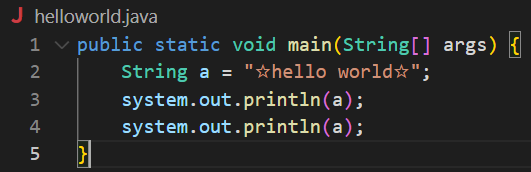 J helloworld.java
1 public static void main(String[] args) {
2 String a = "☆hello world☆";
3 system.out.println(a);
4 system.out.println(a);
5 }